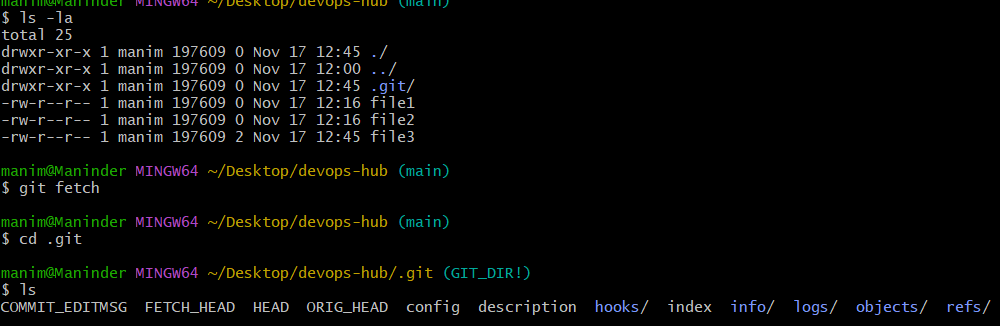 manim@Maninder MINGW64 ~/Desktop/devops-hub (main)
$ ls -la
total 25
drwxr-xr-x 1 manim 197609 0 Nov 17 12:45 ./
drwxr-xr-x 1 manim 197609 0 Nov 17 12:00 ../
drwxr-xr-x 1 manim 197609 0 Nov 17 12:45 .git/
-rw-r--r-- 1 manim 197609 0 Nov 17 12:16 file1
-rw-r--r-- 1 manim 197609 0 Nov 17 12:16 file2
-rw-r--r-- 1 manim 197609 2 Nov 17 12:45 file3
manim@Maninder MINGW64 ~/Desktop/devops-hub (main)
$ git fetch
manim@Maninder MINGW64 ~/Desktop/devops-hub (main)
$ cd .git
manim@Maninder MINGW64 ~/Desktop/devops-hub/.git (GIT_DIR!)
$ ls
COMMIT_EDITMSG  FETCH_HEAD  HEAD  ORIG_HEAD  config  description  hooks/  index  info/  logs/  objects/  refs/